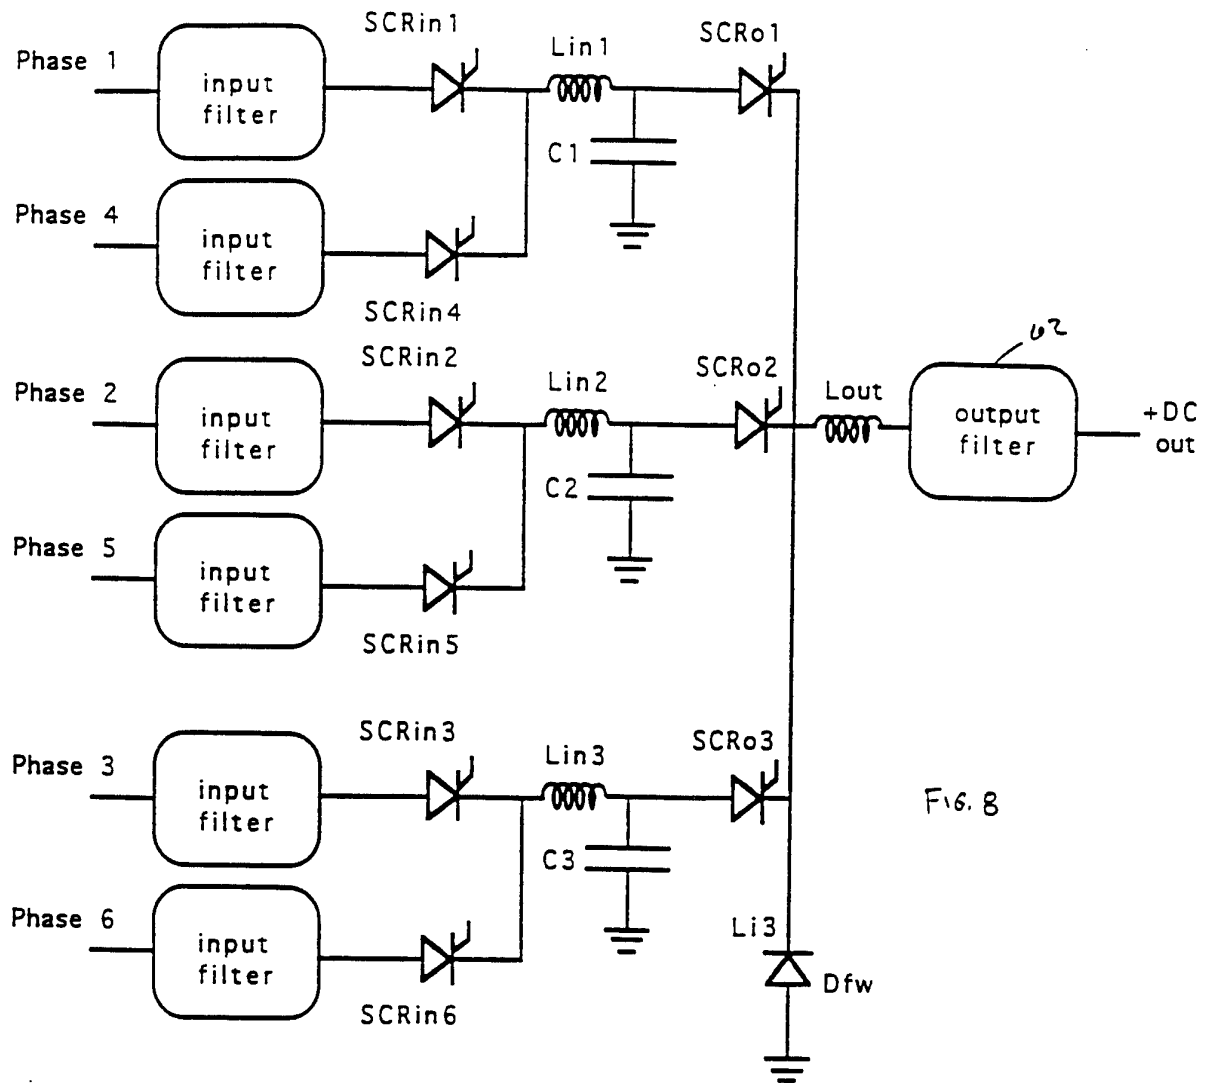 SCRin1
Lin1
SCRo1
Phase 1
input
filter
C1
Phase 4
input
filter
SCRin4
SCRin2
Lin2
SCRo2
Phase 2
input
filter
C2
Lout
62
output
filter
+DC
out
Phase 5
input
filter
SCRin5
SCRin3
Lin3
SCRo3
Phase 3
input
filter
C3
FIG. 8
Phase 6
input
filter
SCRin6
Li3
Dfw